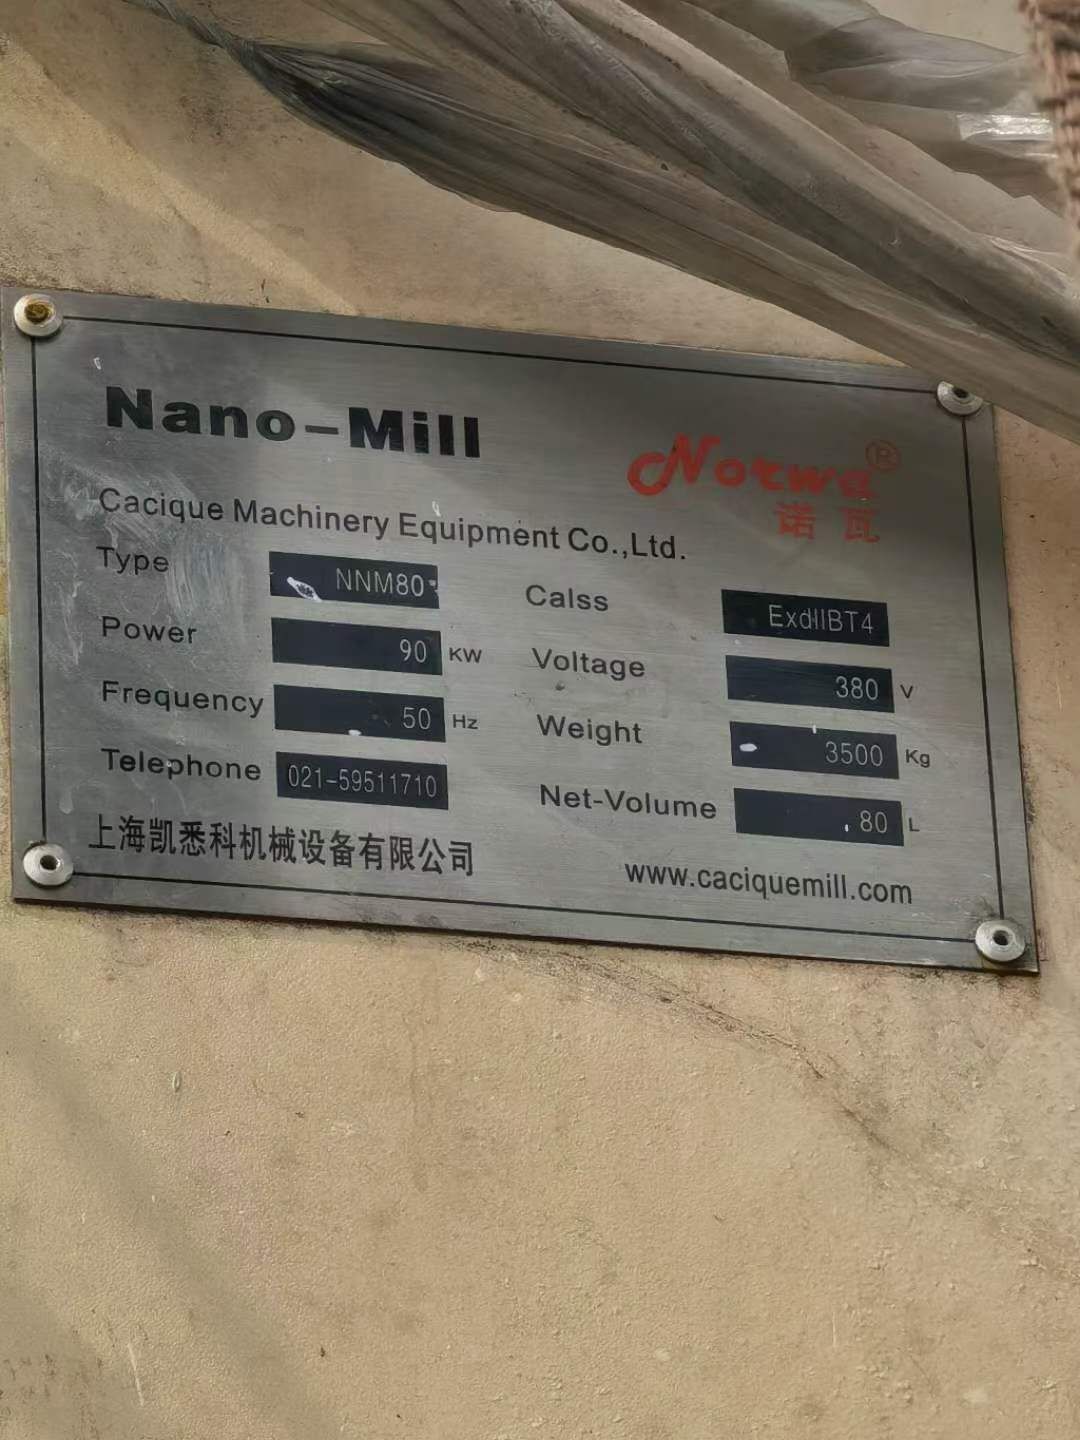 Nano-Mill
Norwa®
诺瓦
Cacique Machinery Equipment Co.,Ltd.
Type NNM80 Calss ExdIIBT4
Power 90 KW Voltage 380 V
Frequency 50 Hz Weight 3500 Kg
Telephone 021-59511710 Net-Volume 80 L
上海凯悉科机械设备有限公司
www.caciquemill.com